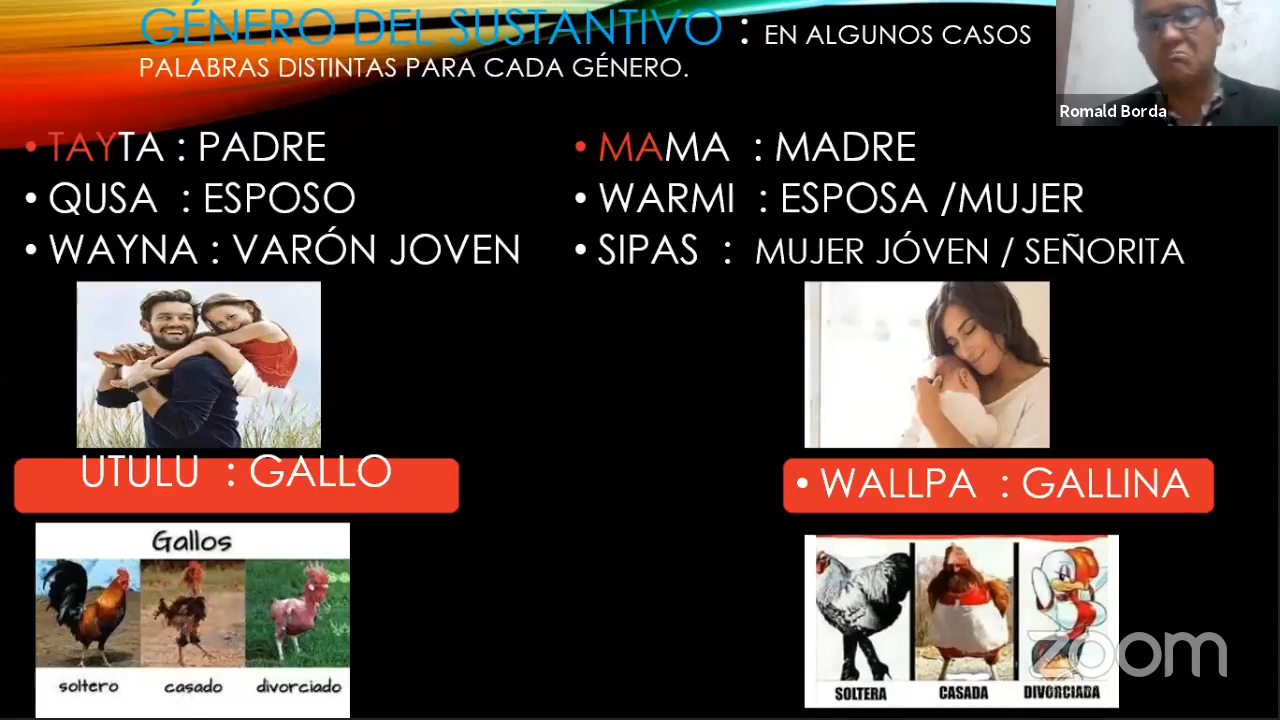 GÉNERO DEL SUSTANTIVO : EN ALGUNOS CASOS
PALABRAS DISTINTAS PARA CADA GÉNERO.
Romald Borda
• TAYTA : PADRE
• QUSA : ESPOSO
• WAYNA : VARÓN JOVEN
• MAMA : MADRE
• WARMI : ESPOSA /MUJER
• SIPAS : MUJER JÓVEN / SEÑORITA
UTULU : GALLO
• WALLPA : GALLINA
Gallos
soltero casado divorciado
SOLTERA CASADA DIVORCIADA
zoom